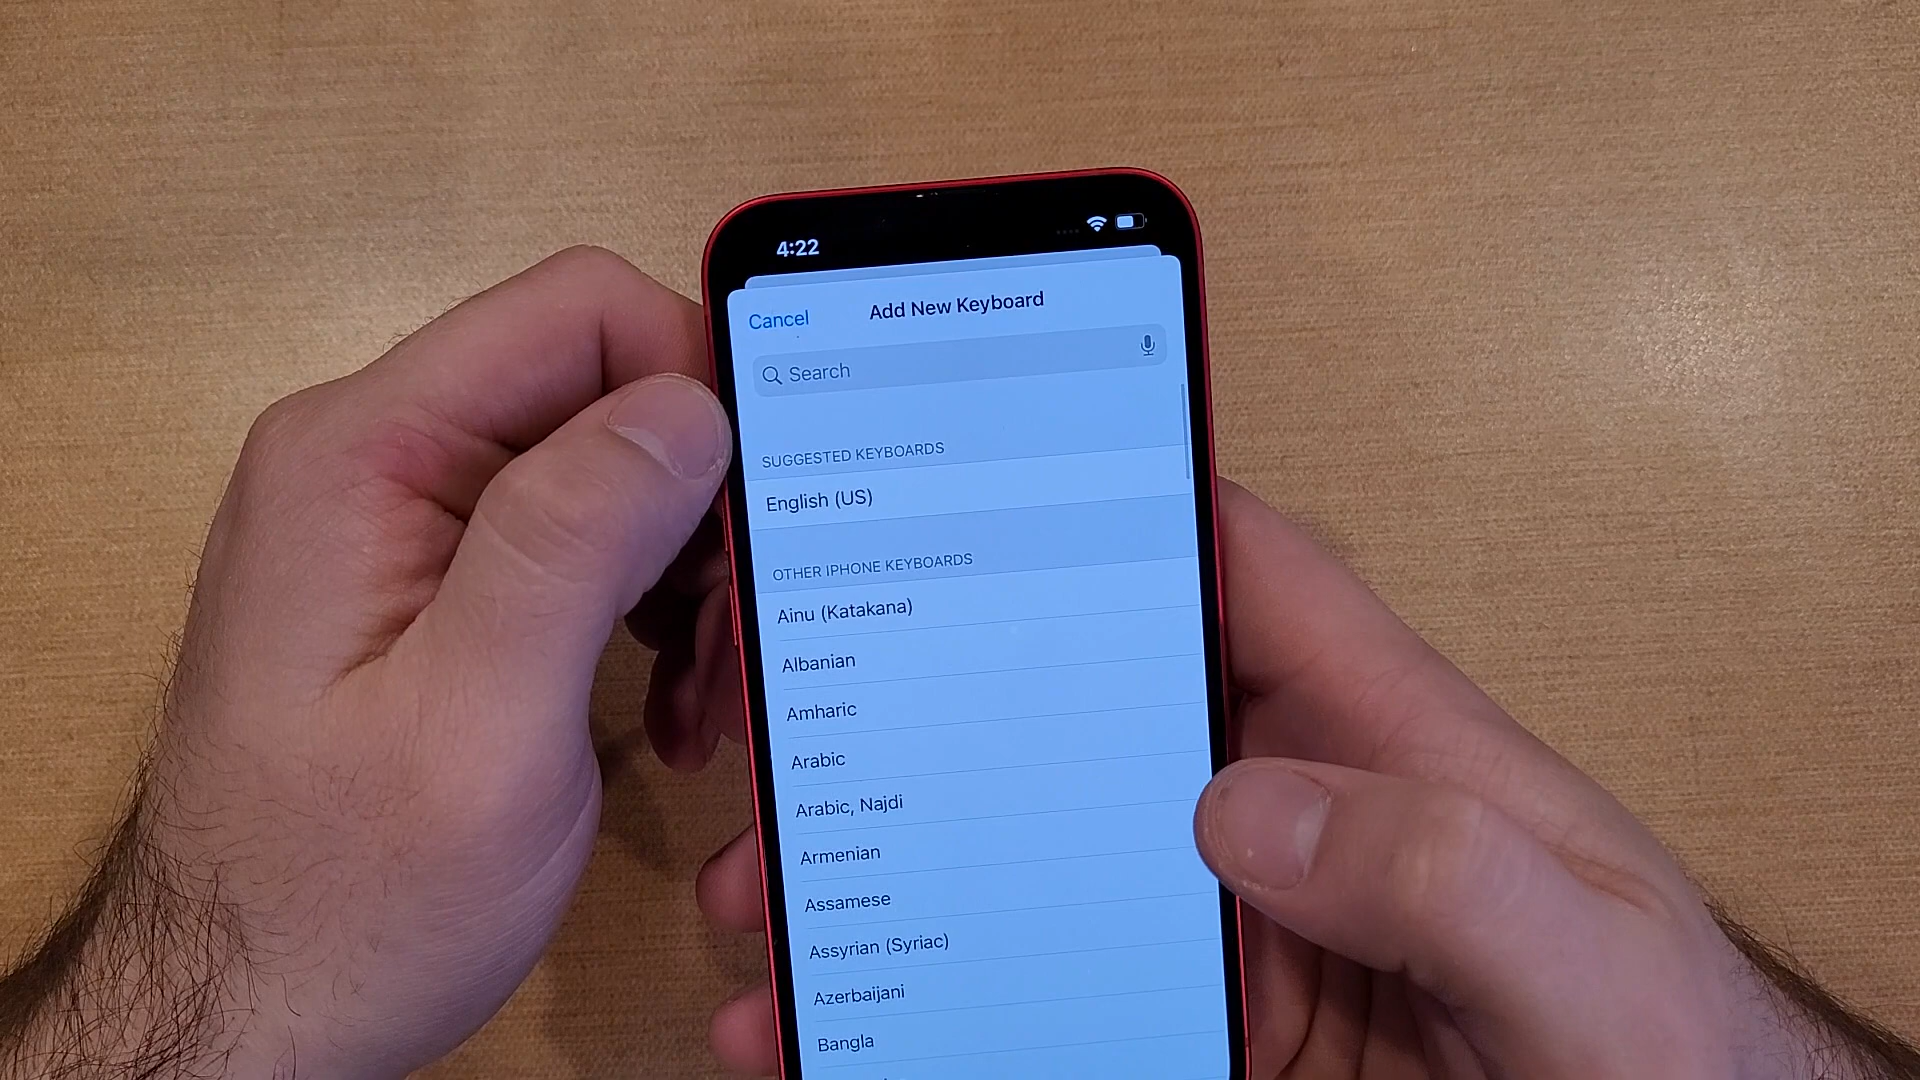 4:22
Cancel
Add New Keyboard
Search
SUGGESTED KEYBOARDS
English (US)
OTHER IPHONE KEYBOARDS
Ainu (Katakana)
Albanian
Amharic
Arabic
Arabic, Najdi
Armenian
Assamese
Assyrian (Syriac)
Azerbaijani
Bangla